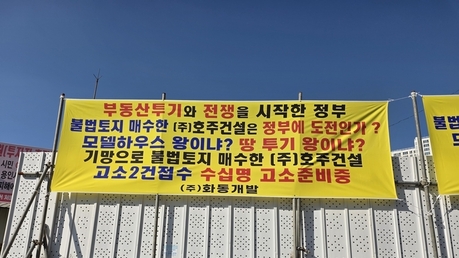 부동산투기와 전쟁을 시작한 정부
불법토지 매수한 (주)호주건설은 정부에 도전인가?
모델하우스 왕이냐? 땅 투기 왕이냐?
기망으로 불법토지 매수한 (주)호주건설
고소2건접수 수십명 고소준비중
(주)화동개발